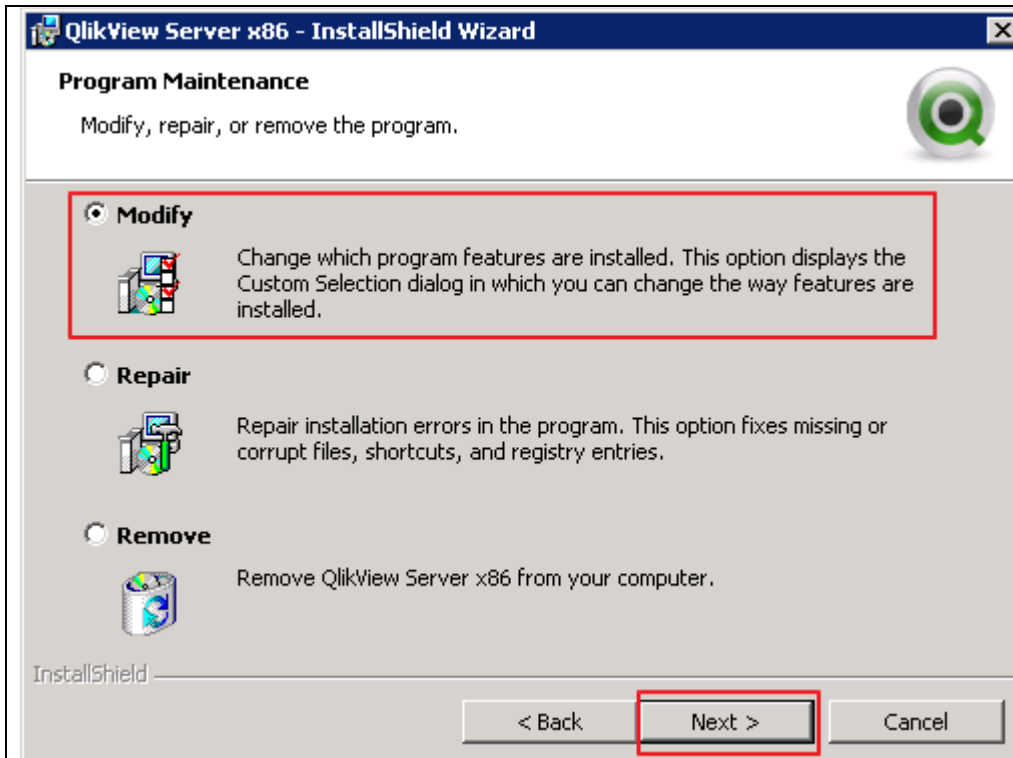 QlikView Server x86 - InstallShield Wizard
Program Maintenance
Modify, repair, or remove the program.
Modify
Change which program features are installed. This option displays the
Custom Selection dialog in which you can change the way features are
installed.
Repair
Repair installation errors in the program. This option fixes missing or
corrupt files, shortcuts, and registry entries.
Remove
Remove QlikView Server x86 from your computer.
InstallShield
< Back Next > Cancel